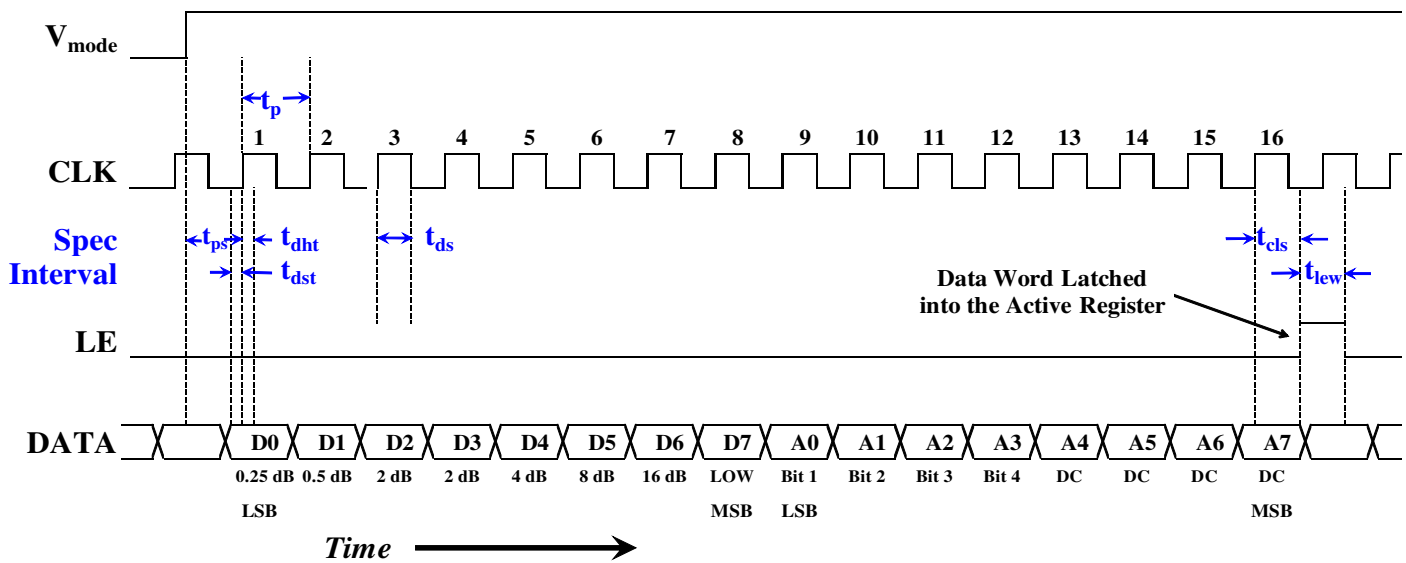 Vmode
tp
1 2 3 4 5 6 7 8 9 10 11 12 13 14 15 16
CLK
Spec
Interval
tps
tdht
tdst
tds
tcls
tlew
Data Word Latched
into the Active Register
LE
DATA D0 D1 D2 D3 D4 D5 D6 D7 A0 A1 A2 A3 A4 A5 A6 A7
0.25 dB 0.5 dB 2 dB 2 dB 4 dB 8 dB 16 dB LOW Bit 1 Bit 2 Bit 3 Bit 4 DC DC DC DC
LSB MSB LSB MSB
Time